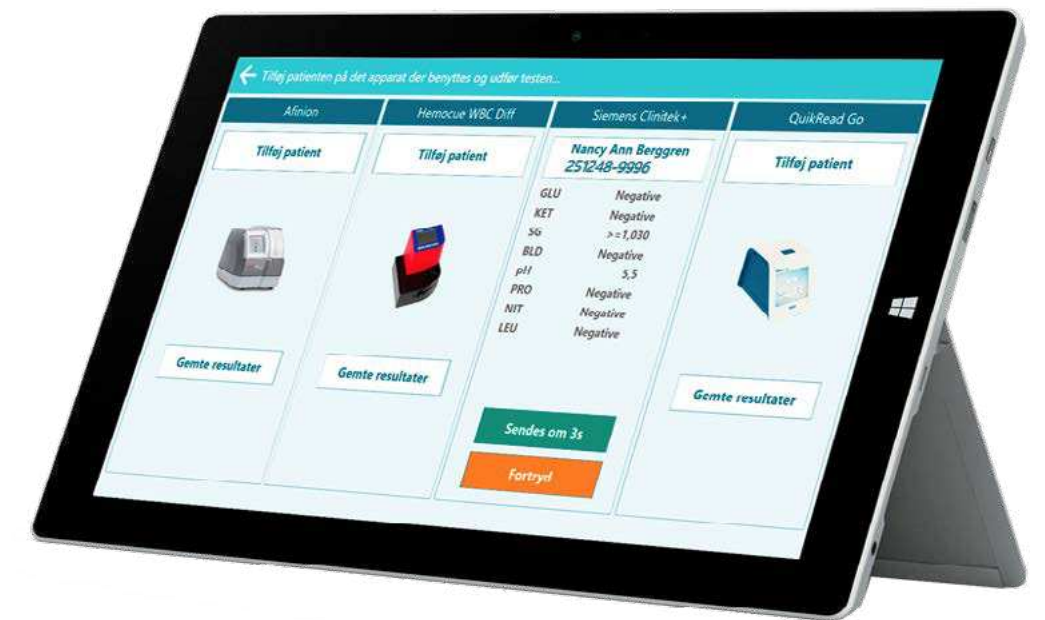 Tilføj patienten på det apparat der benyttes og udfør testen...
Afinion
Hemocue WBC Diff
Siemens Clinitek+
QuikRead Go
Tilføj patient
Tilføj patient
Nancy Ann Berggren
251248-9996
Tilføj patient
GLU Negative
KET Negative
SG >=1,030
BLD Negative
pH 5,5
PRO Negative
NIT Negative
LEU Negative
Gemte resultater
Gemte resultater
Gemte resultater
Sendes om 3s
Fortryd